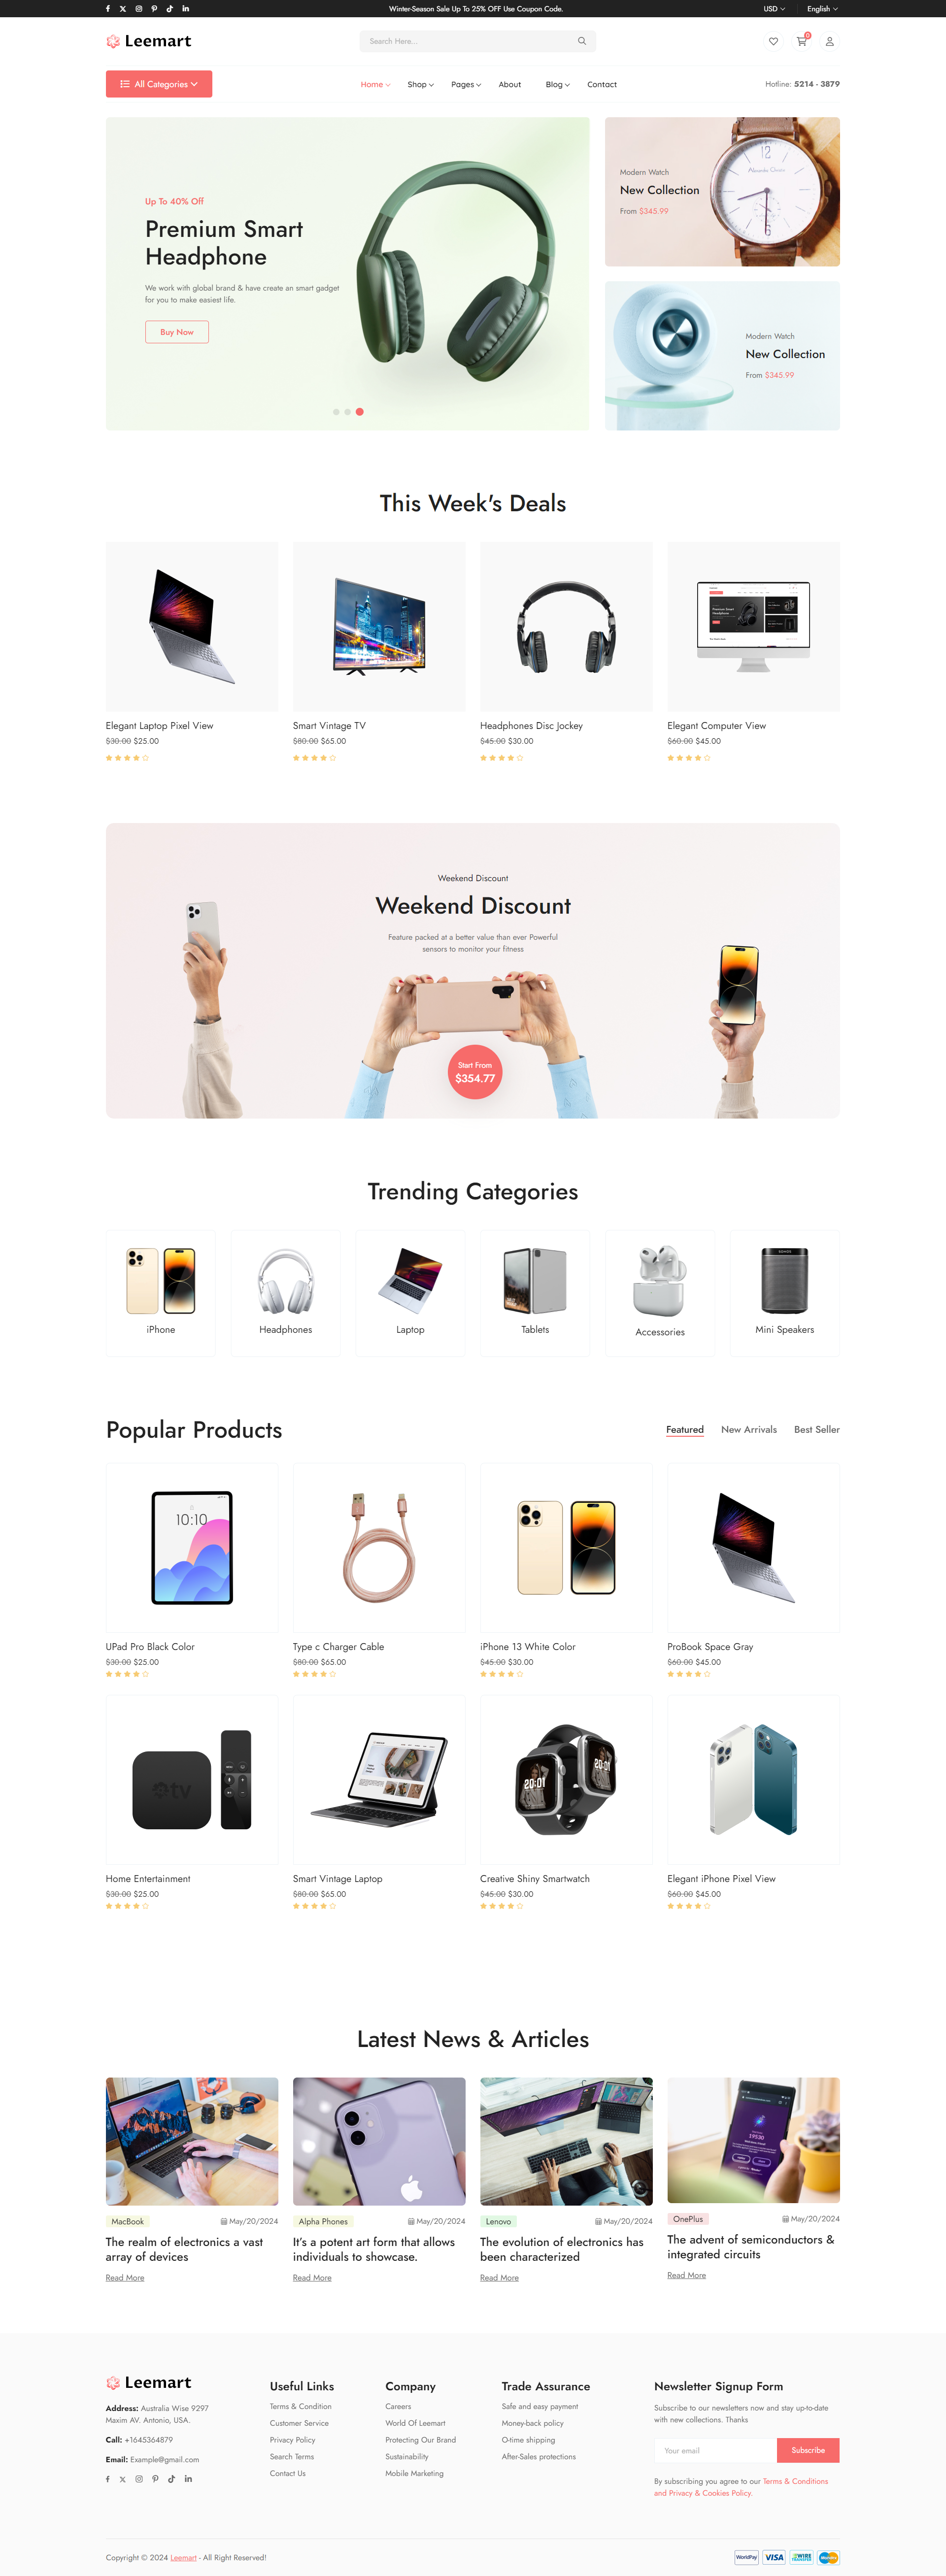 Winter-Season Sale Up To 25% OFF Use Coupon Code.
USD
English
Leemart
Search Here...
0
All Categories
Home
Shop
Pages
About
Blog
Contact
Hotline: 5214 - 3879
Up To 40% Off
Premium Smart
Headphone
We work with global brand & have create an smart gadget
for you to make easiest life.
Buy Now
Modern Watch
New Collection
From $345.99
Modern Watch
New Collection
From $345.99
This Week's Deals
Elegant Laptop Pixel View
$30.00 $25.00
Smart Vintage TV
$80.00 $65.00
Headphones Disc Jockey
$45.00 $30.00
Elegant Computer View
$60.00 $45.00
Weekend Discount
Weekend Discount
Feature packed at a better value than ever Powerful
sensors to monitor your fitness
Start From
$354.77
Trending Categories
iPhone
Headphones
Laptop
Tablets
Accessories
Mini Speakers
Popular Products
Featured
New Arrivals
Best Seller
10:10
UPad Pro Black Color
$30.00 $25.00
Type c Charger Cable
$80.00 $65.00
iPhone 13 White Color
$45.00 $30.00
ProBook Space Gray
$60.00 $45.00
tv
MENU
20:01
20:01
Home Entertainment
$30.00 $25.00
Smart Vintage Laptop
$80.00 $65.00
Creative Shiny Smartwatch
$45.00 $30.00
Elegant iPhone Pixel View
$60.00 $45.00
Latest News & Articles
MacBook
May/20/2024
The realm of electronics a vast
array of devices
Read More
Alpha Phones
May/20/2024
It's a potent art form that allows
individuals to showcase.
Read More
Lenovo
May/20/2024
The evolution of electronics has
been characterized
Read More
19530
OnePlus
May/20/2024
The advent of semiconductors &
integrated circuits
Read More
Leemart
Address: Australia Wise 9297
Maxim AV. Antonio, USA.
Call: +1645364879
Email: Example@gmail.com
Useful Links
Terms & Condition
Customer Service
Privacy Policy
Search Terms
Contact Us
Company
Careers
World Of Leemart
Protecting Our Brand
Sustainability
Mobile Marketing
Trade Assurance
Safe and easy payment
Money-back policy
O-time shipping
After-Sales protections
Newsletter Signup Form
Subscribe to our newsletters now and stay up-to-date
with new collections. Thanks
Your email
Subscribe
By subscribing you agree to our Terms & Conditions
and Privacy & Cookies Policy.
Copyright © 2024 Leemart - All Right Reserved!
WorldPay
VISA
WIRE
TRANSFER
Maestro